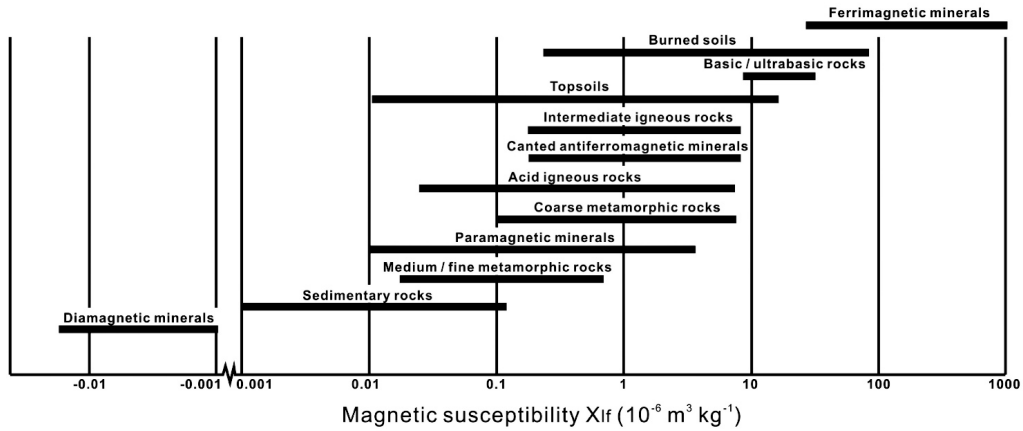 Ferrimagnetic minerals
Burned soils
Basic / ultrabasic rocks
Topsoils
Intermediate igneous rocks
Canted antiferromagnetic minerals
Acid igneous rocks
Coarse metamorphic rocks
Paramagnetic minerals
Medium / fine metamorphic rocks
Sedimentary rocks
Diamagnetic minerals
-0.01 -0.001 0.001 0.01 0.1 1 10 100 1000
Magnetic susceptibility Xlf (10⁻⁶ m³ kg⁻¹)